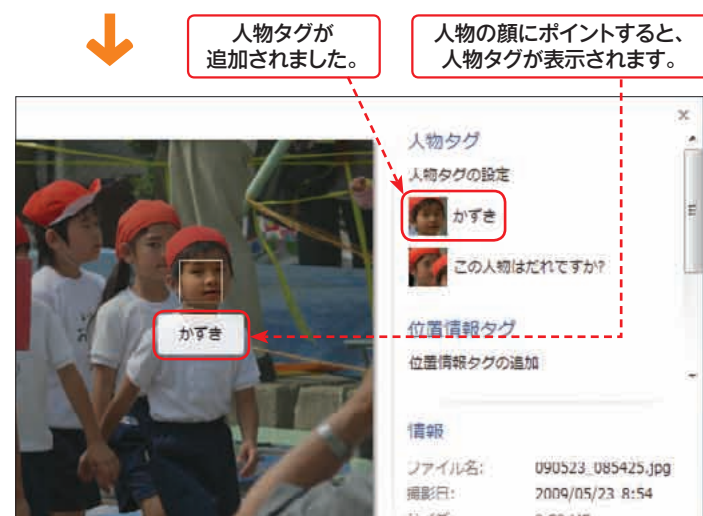 人物タグが
追加されました。
人物の顔にポイントすると、
人物タグが表示されます。
人物タグ
人物タグの設定
かずき
この人物はだれですか?
かずき
位置情報タグ
位置情報タグの追加
情報
ファイル名: 090523_085425.jpg
撮影日: 2009/05/23 8:54